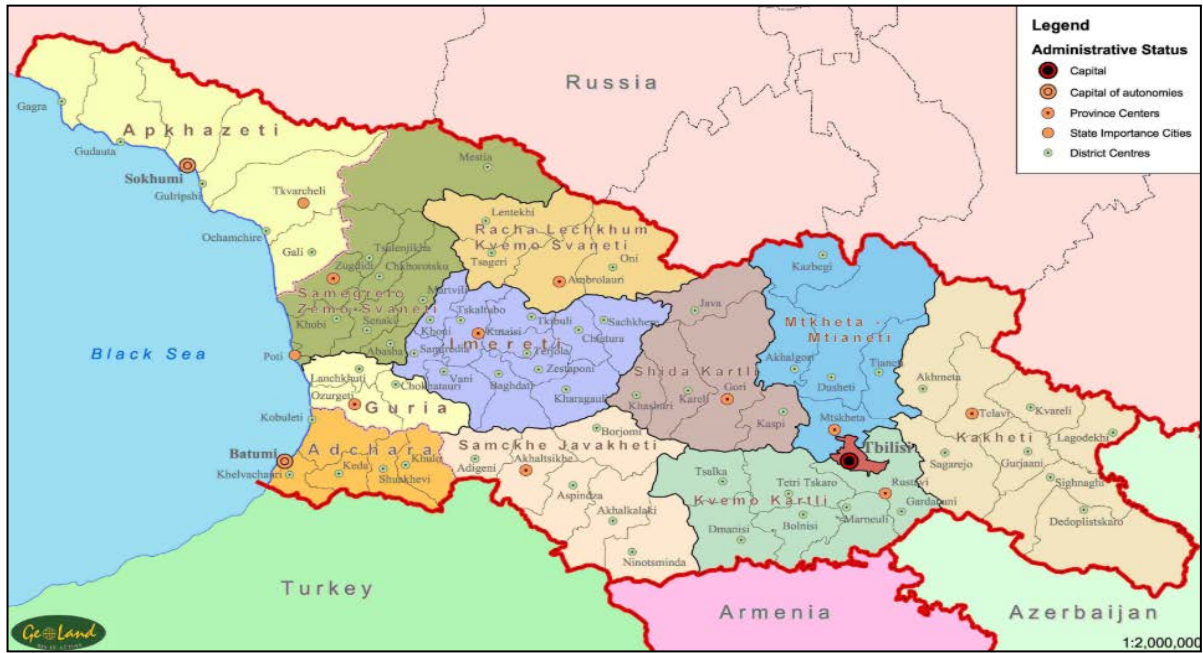 Legend
Administrative Status
Capital
Capital of autonomies
Province Centers
State Importance Cities
District Centres
Russia
Gagra
Apkhazeti
Gudauta
Sokhumi
Gulripshi
Tkvarcheli
Ochamchire
Gali
Mestia
Lentekhi
Racha Lechkhum
Kvemo Svaneti
Tsageri
Oni
Ambrolauri
Tsalenjikha
Zugdidi
Chkhorotsku
Samegrelo
Zemo Svaneti
Martvili
Khobi
Senaki
Abasha
Poti
Black Sea
Tskaltubo
Khoni
Kutaisi
Tkibuli
Sachkhere
Chiatura
Imereti
Samtredia
Terjola
Vani
Baghdati
Zestaponi
Kharagauli
Java
Shida Kartli
Khashuri
Kareli
Gori
Kaspi
Kazbegi
Mtkheta -
Mtianeti
Akhalgori
Tianeti
Dusheti
Mtskheta
Tbilisi
Akhmeta
Telavi
Kvareli
Lagodekhi
Kakheti
Sagarejo
Gurjaani
Sighnaghi
Dedoplistskaro
Lanchkhuti
Chokhatauri
Ozurgeti
Guria
Kobuleti
Batumi
Adchara
Khelvachauri
Keda
Khulo
Shuakhevi
Borjomi
Samckhe Javakheti
Adigeni
Akhaltsikhe
Aspindza
Akhalkalaki
Ninotsminda
Tsalka
Tetri Tskaro
Rustavi
Kvemo Kartli
Gardabani
Marneuli
Bolnisi
Dmanisi
Turkey
Armenia
Azerbaijan
GeoLand
1:2,000,000